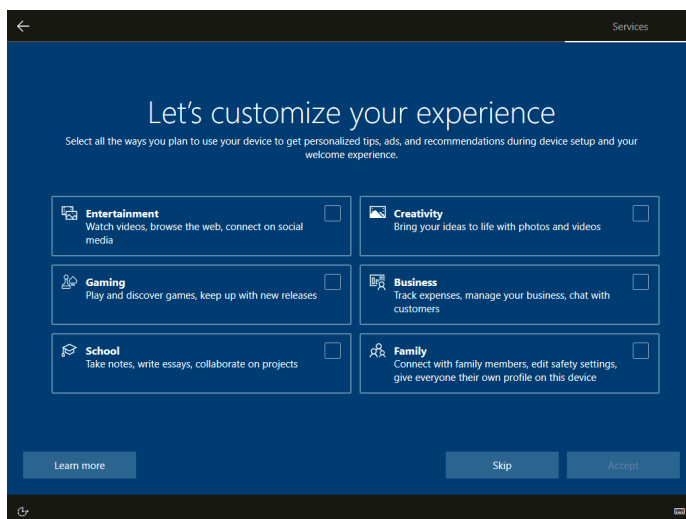 Services
Let's customize your experience
Select all the ways you plan to use your device to get personalized tips, ads, and recommendations during device setup and your
welcome experience.
Entertainment
Watch videos, browse the web, connect on social
media
Creativity
Bring your ideas to life with photos and videos
Gaming
Play and discover games, keep up with new releases
Business
Track expenses, manage your business, chat with
customers
School
Take notes, write essays, collaborate on projects
Family
Connect with family members, edit safety settings,
give everyone their own profile on this device
Learn more
Skip
Accept